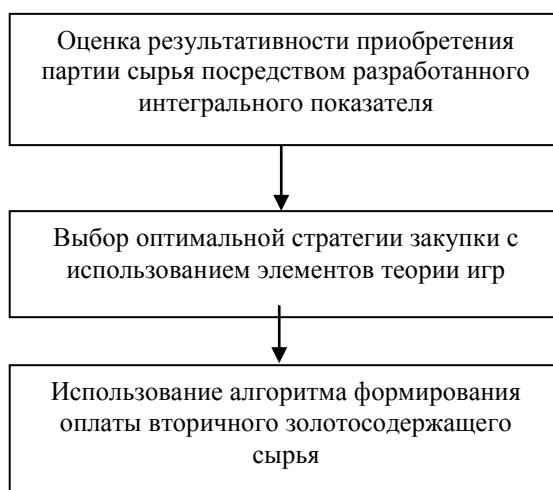 Оценка результативности приобретения
партии сырья посредством разработанного
интегрального показателя
Выбор оптимальной стратегии закупки с
использованием элементов теории игр
Использование алгоритма формирования
оплаты вторичного золотосодержащего
сырья